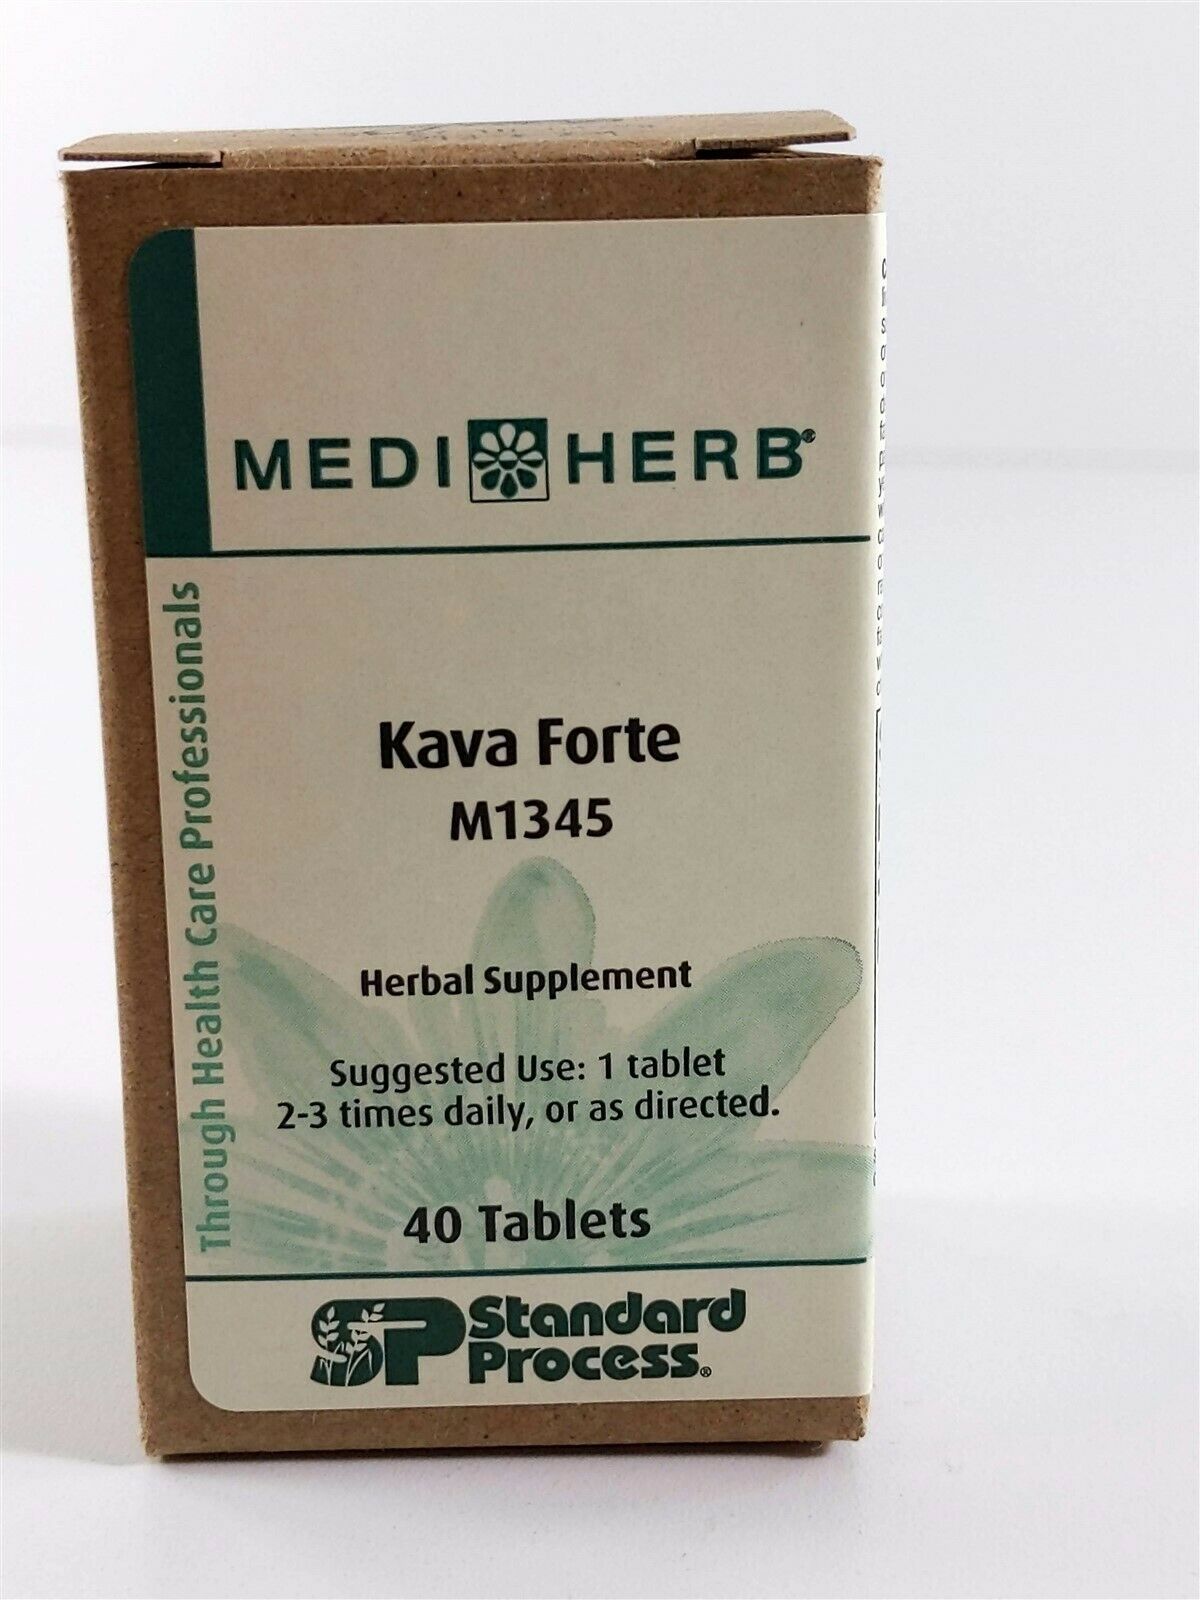 MEDI HERB®
Through Health Care Professionals
Kava Forte
M1345
Herbal Supplement
Suggested Use: 1 tablet
2-3 times daily, or as directed.
40 Tablets
SP Standard
Process®